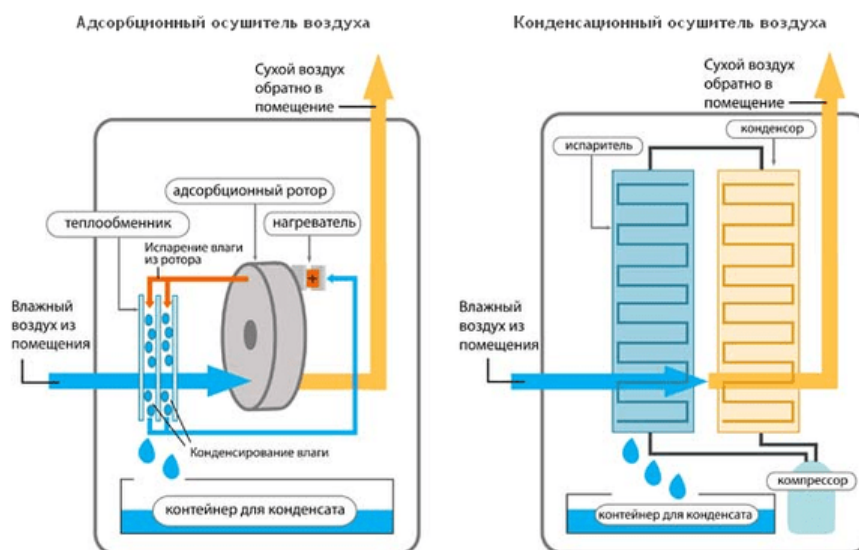 Адсорбционный осушитель воздуха
Сухой воздух
обратно в
помещение
адсорбционный ротор
теплообменник
нагреватель
Испарение влаги
из ротора
Влажный
воздух из
помещения
Конденсирование влаги
контейнер для конденсата
Конденсационный осушитель воздуха
Сухой воздух
обратно в
помещение
конденсор
испаритель
Влажный
воздух из
помещения
компрессор
контейнер для конденсата